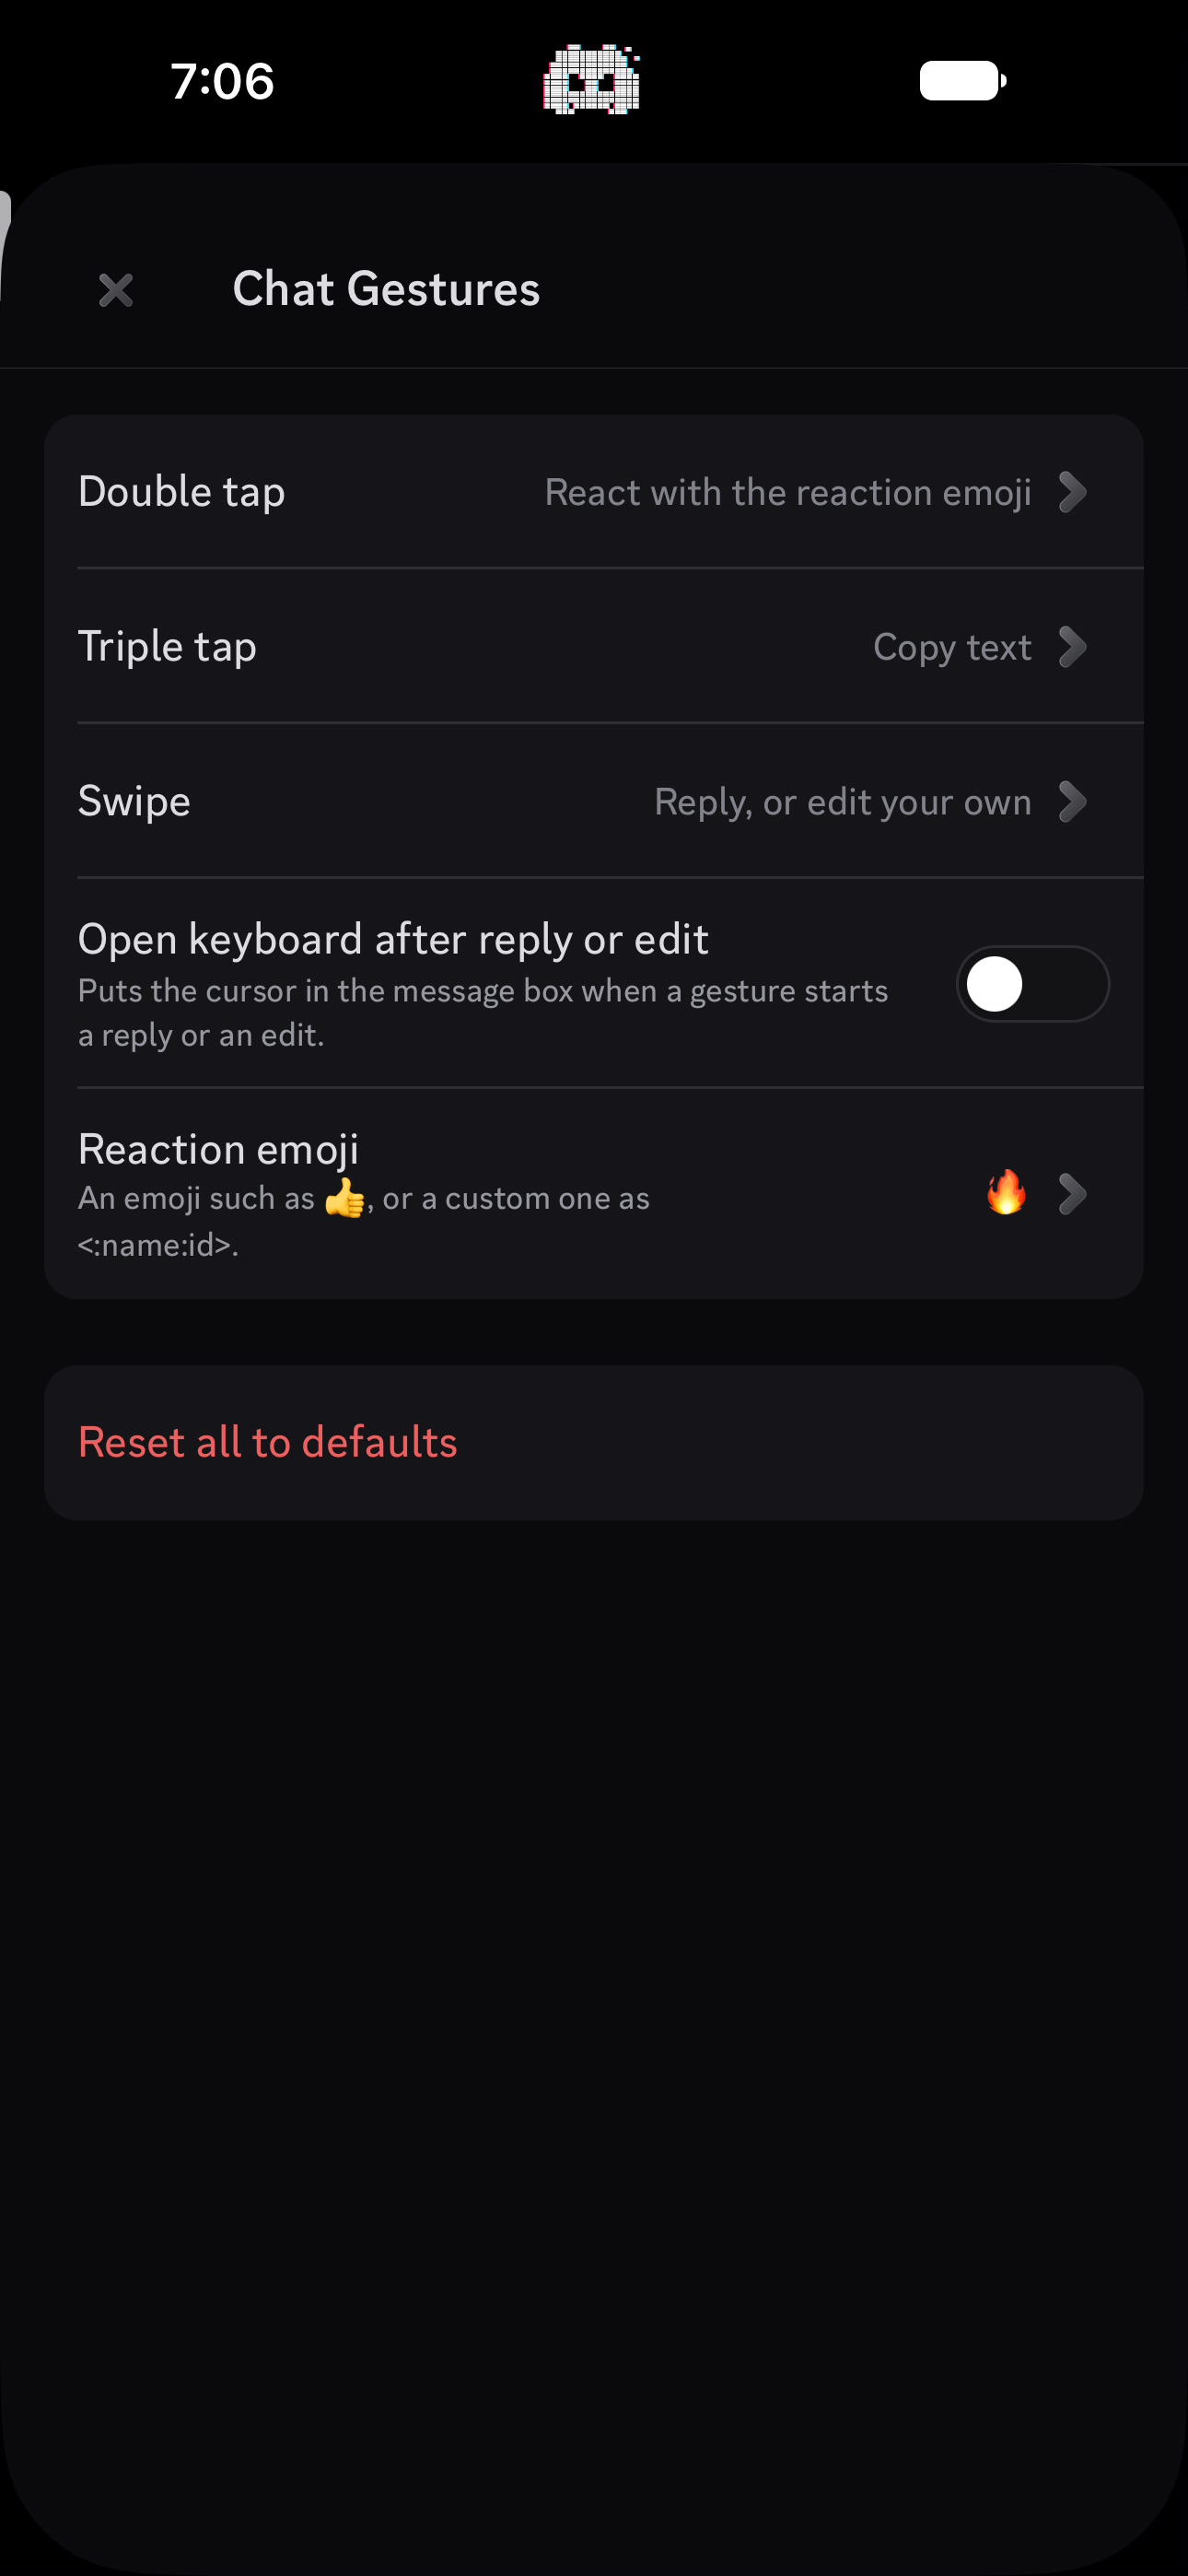 7:06
Chat Gestures
Double tap
React with the reaction emoji
Triple tap
Copy text
Swipe
Reply, or edit your own
Open keyboard after reply or edit
Puts the cursor in the message box when a gesture starts
a reply or an edit.
Reaction emoji
An emoji such as 👍, or a custom one as
<:name:id>.
🔥
Reset all to defaults